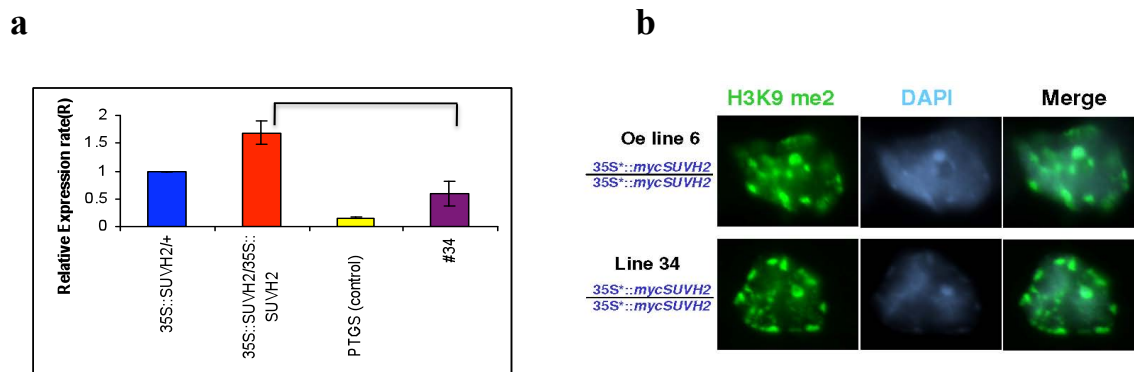 a
b
Relative Expression rate(R)
2
1.5
1
0.5
0
35S::SUVH2/+
35S::SUVH2/35S::
SUVH2
PTGS (control)
#34
H3K9 me2
DAPI
Merge
Oe line 6
35S*::mycSUVH2
35S*::mycSUVH2
Line 34
35S*::mycSUVH2
35S*::mycSUVH2